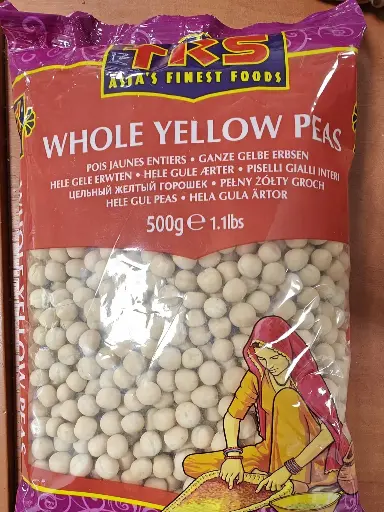 TRS
ASIA'S FINEST FOODS
WHOLE YELLOW PEAS
POIS JAUNES ENTIERS • GANZE GELBE ERBSEN
HELE GELE ERWTEN • HELE GULE ÆRTER • PISELLI GIALLI INTERI
ЦЕЛЬНЫЙ ЖЕЛТЫЙ ГОРОШЕК • PEŁNY ŻÓŁTY GROCH
HELE GUL PEAS • HELA GULA ÄRTOR
500g ℮ 1.1lbs
YELLOW PEAS